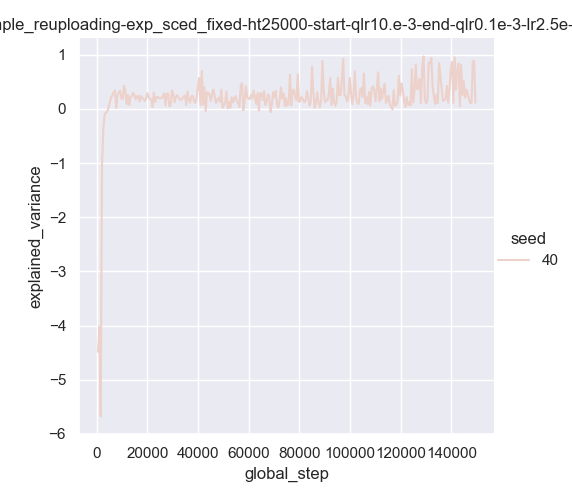 ple_reuploading-exp_sced_fixed-ht25000-start-qlr10.e-3-end-qlr0.1e-3-lr2.5e-
1
0
−1
−2
−3
−4
−5
−6
explained_variance
0 20000 40000 60000 80000 100000 120000 140000
global_step
seed
40